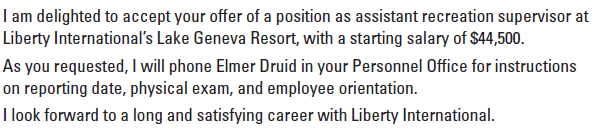 I am delighted to accept your offer of a position as assistant recreation supervisor at
Liberty International's Lake Geneva Resort, with a starting salary of $44,500.
As you requested, I will phone Elmer Druid in your Personnel Office for instructions
on reporting date, physical exam, and employee orientation.
I look forward to a long and satisfying career with Liberty International.